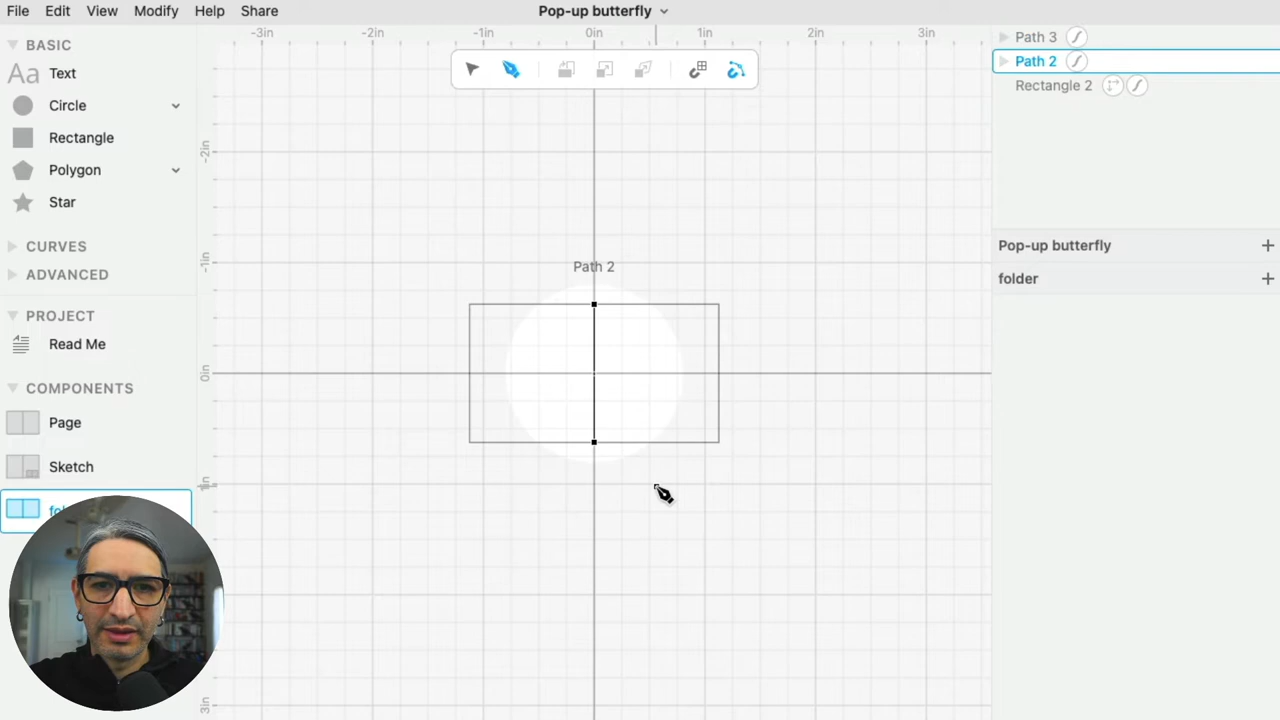 File Edit View Modify Help Share
Pop-up butterfly
BASIC
Aa Text
Circle
Rectangle
Polygon
Star
CURVES
ADVANCED
PROJECT
Read Me
COMPONENTS
Page
Sketch
-3in -2in -1in 0in 1in 2in 3in
-2in
-1in
0in
1in
3in
Path 2
Path 3
Path 2
Rectangle 2
Pop-up butterfly +
folder +